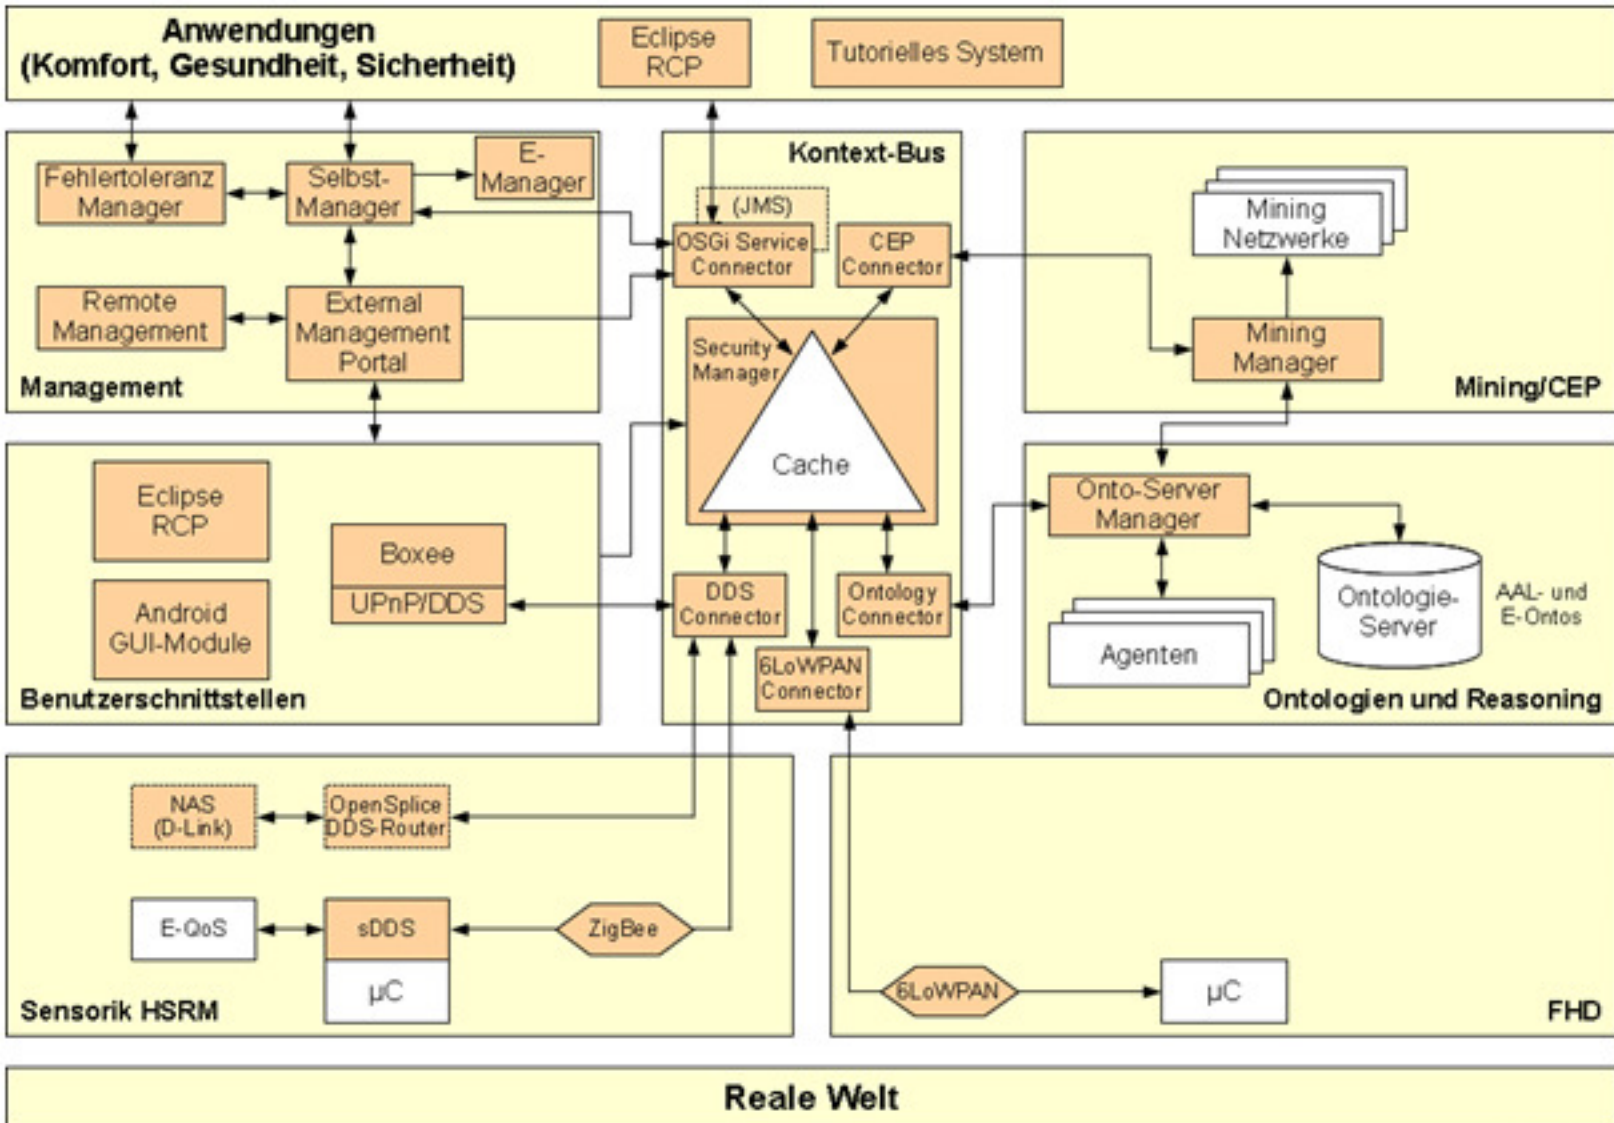 Anwendungen
(Komfort, Gesundheit, Sicherheit)
Eclipse
RCP
Tutorielles System
Fehlertoleranz
Manager
Selbst-
Manager
E-
Manager
Remote
Management
External
Management
Portal
Management
Kontext-Bus
(JMS)
OSGi Service
Connector
CEP
Connector
Security
Manager
Cache
DDS
Connector
Ontology
Connector
6LoWPAN
Connector
Mining
Netzwerke
Mining
Manager
Mining/CEP
Eclipse
RCP
Boxee
UPnP/DDS
Android
GUI-Module
Benutzerschnittstellen
Onto-Server
Manager
Agenten
Ontologie-
Server
AAL- und
E-Ontos
Ontologien und Reasoning
NAS
(D-Link)
OpenSplice
DDS-Router
E-QoS
sDDS
µC
ZigBee
Sensorik HSRM
6LoWPAN
µC
FHD
Reale Welt